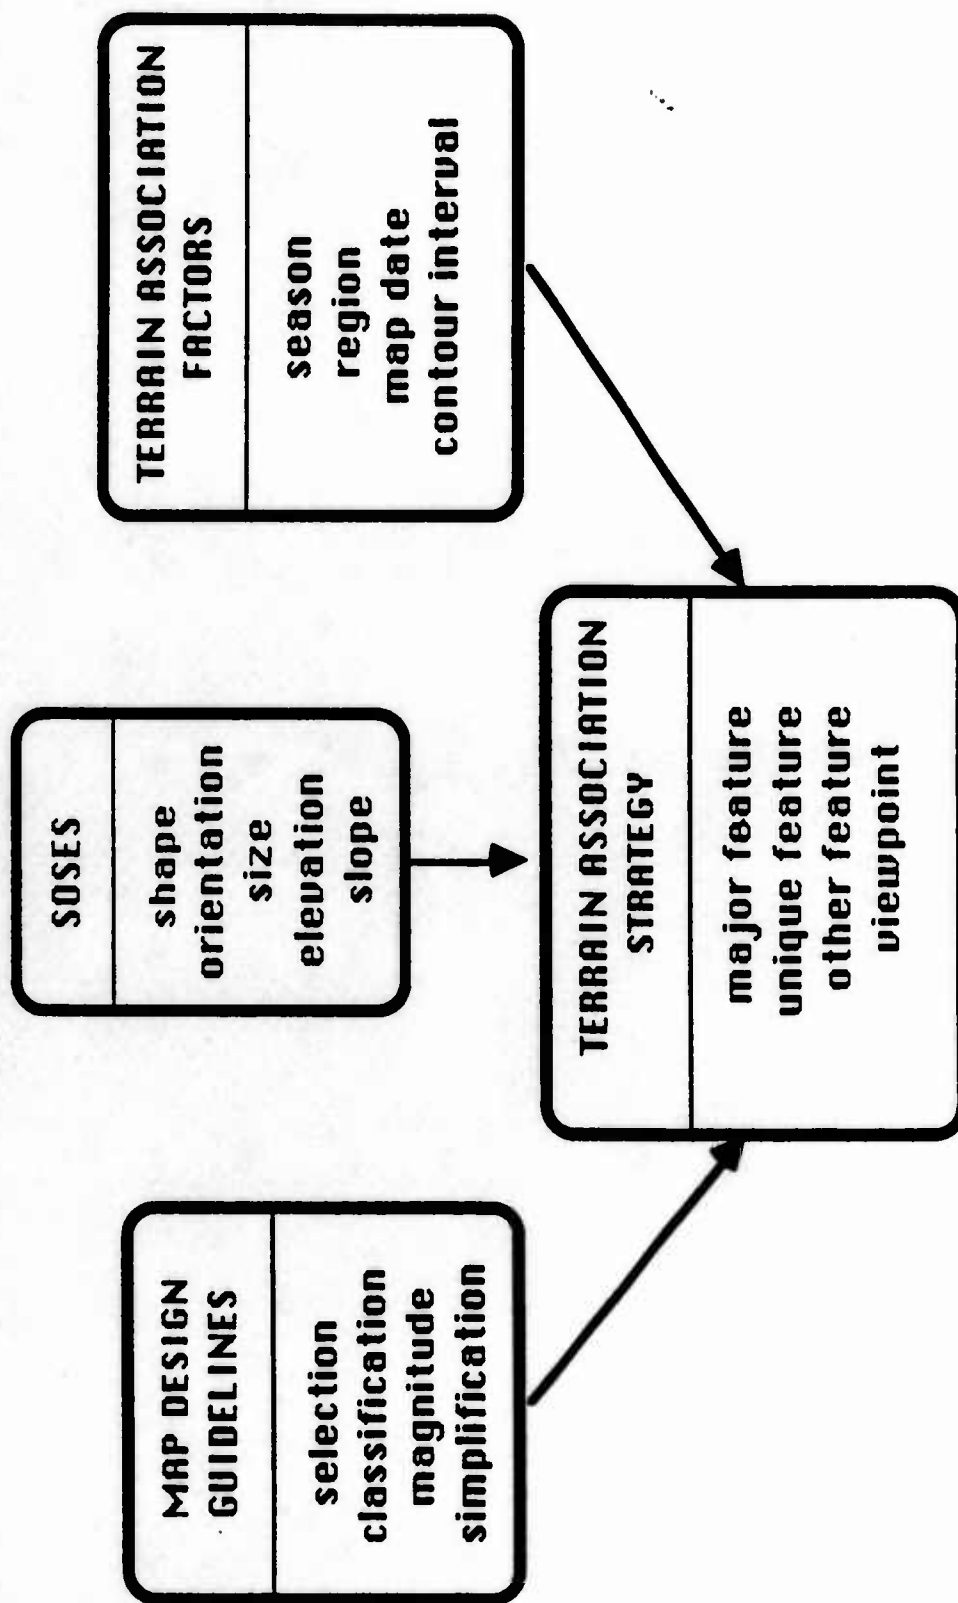 MAP DESIGN
GUIDELINES
selection
classification
magnitude
simplification
SOSES
shape
orientation
size
elevation
slope
TERRAIN ASSOCIATION
FACTORS
season
region
map date
contour interval
TERRAIN ASSOCIATION
STRATEGY
major feature
unique feature
other feature
viewpoint